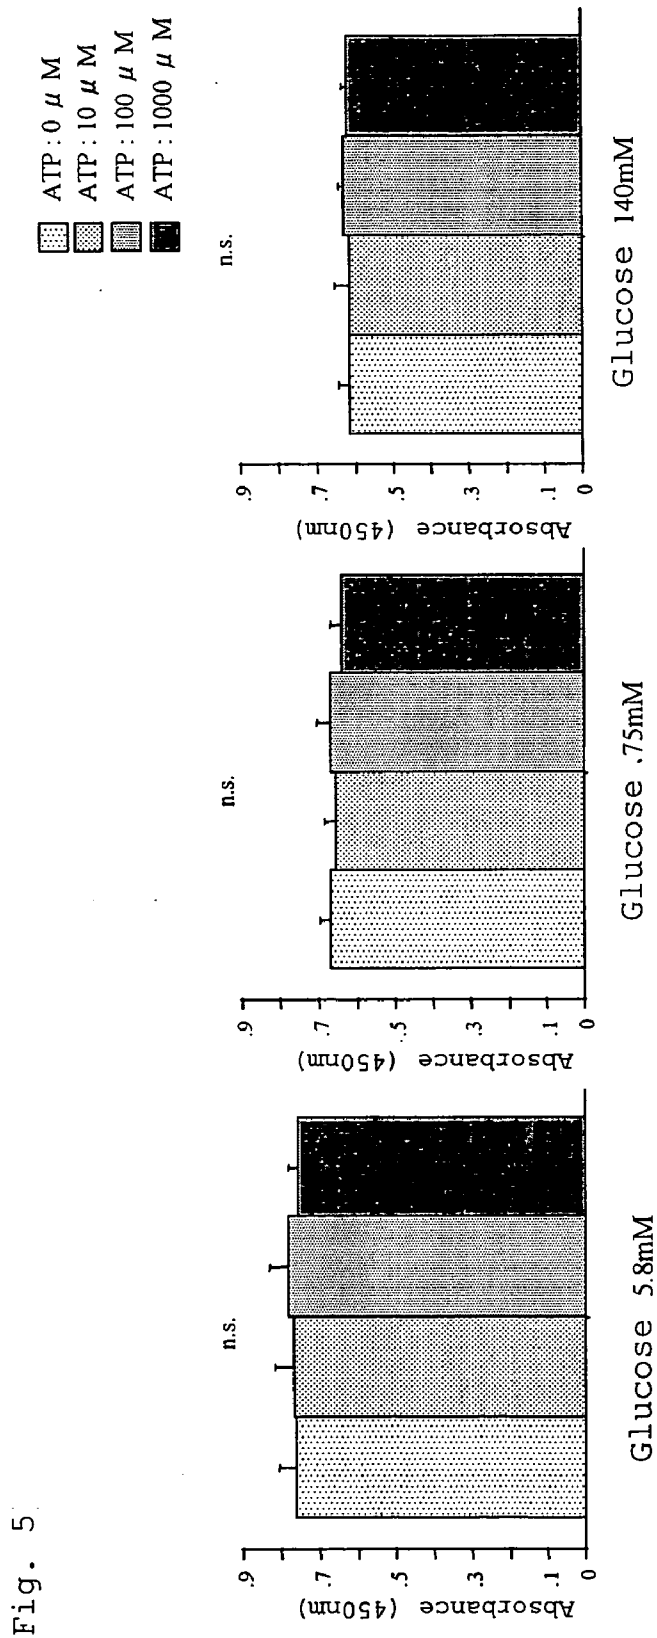 Fig. 5
ATP : 0 μ M
ATP : 10 μ M
ATP : 100 μ M
ATP : 1000 μ M
n.s.
.9
.7
.5
.3
.1
0
Absorbance (450nm)
Glucose 5.8mM
n.s.
.9
.7
.5
.3
.1
0
Absorbance (450nm)
Glucose .75mM
n.s.
.9
.7
.5
.3
.1
0
Absorbance (450nm)
Glucose 140mM